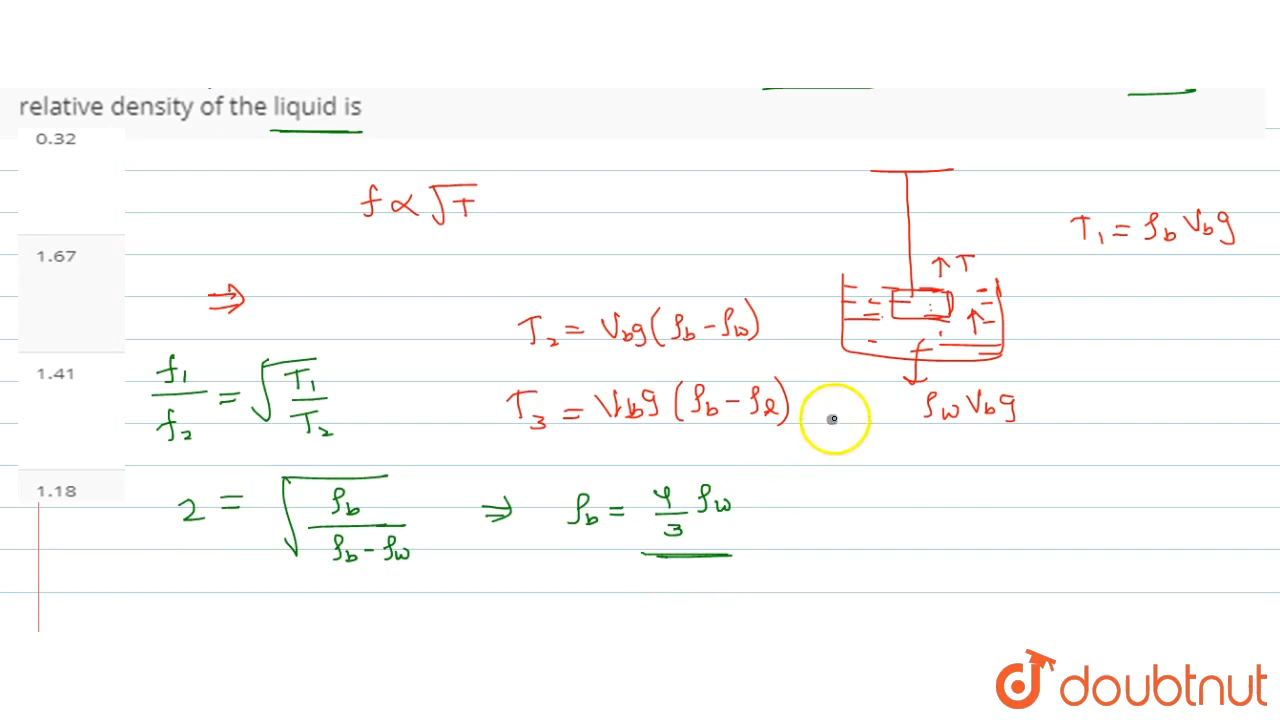 relative density of the liquid is
0.32
f ∝ √T
T₁ = ρ_b V_b g
1.67
↑ T
⇒
T₂ = V_b g (ρ_b - ρ_w)
1.41
f₁/f₂ = √(T₁/T₂)
T₃ = V_b g (ρ_b - ρ_l)
ρ_w V_b g
1.18
2 = √(ρ_b/(ρ_b - ρ_w)) ⇒ ρ_b = 4/3 ρ_w
doubtnut